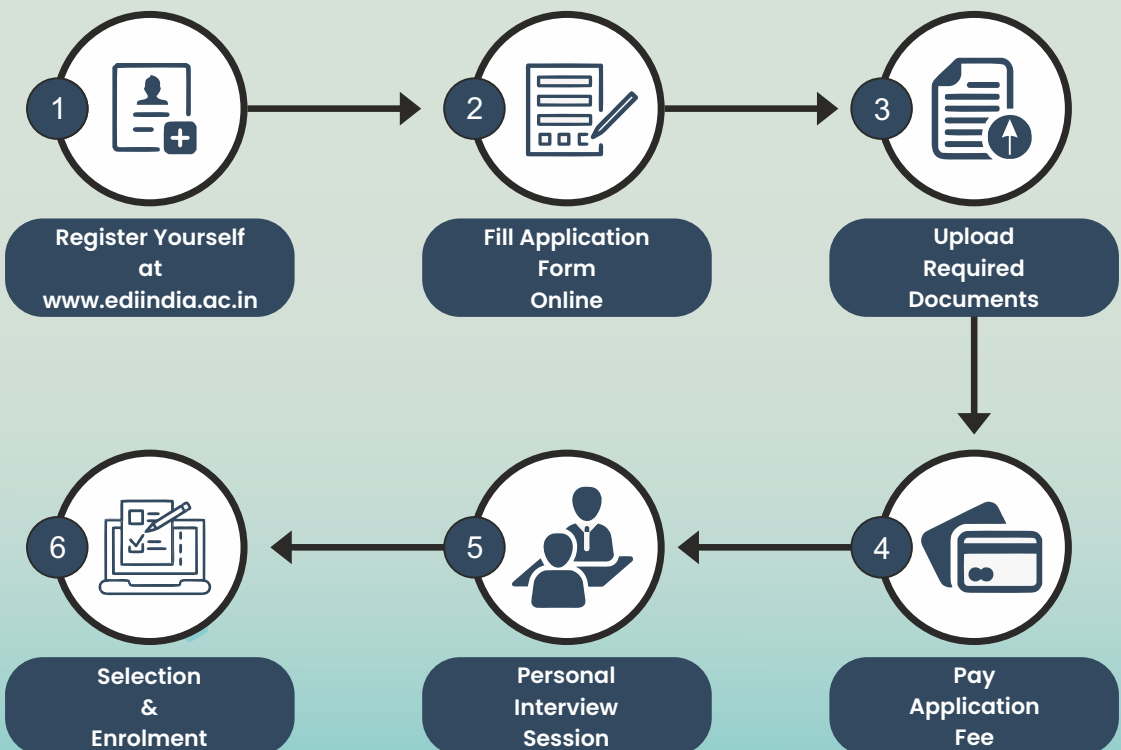 1
Register Yourself
at
www.ediindia.ac.in
2
Fill Application
Form
Online
3
Upload
Required
Documents
4
Pay
Application
Fee
5
Personal
Interview
Session
6
Selection
&
Enrolment